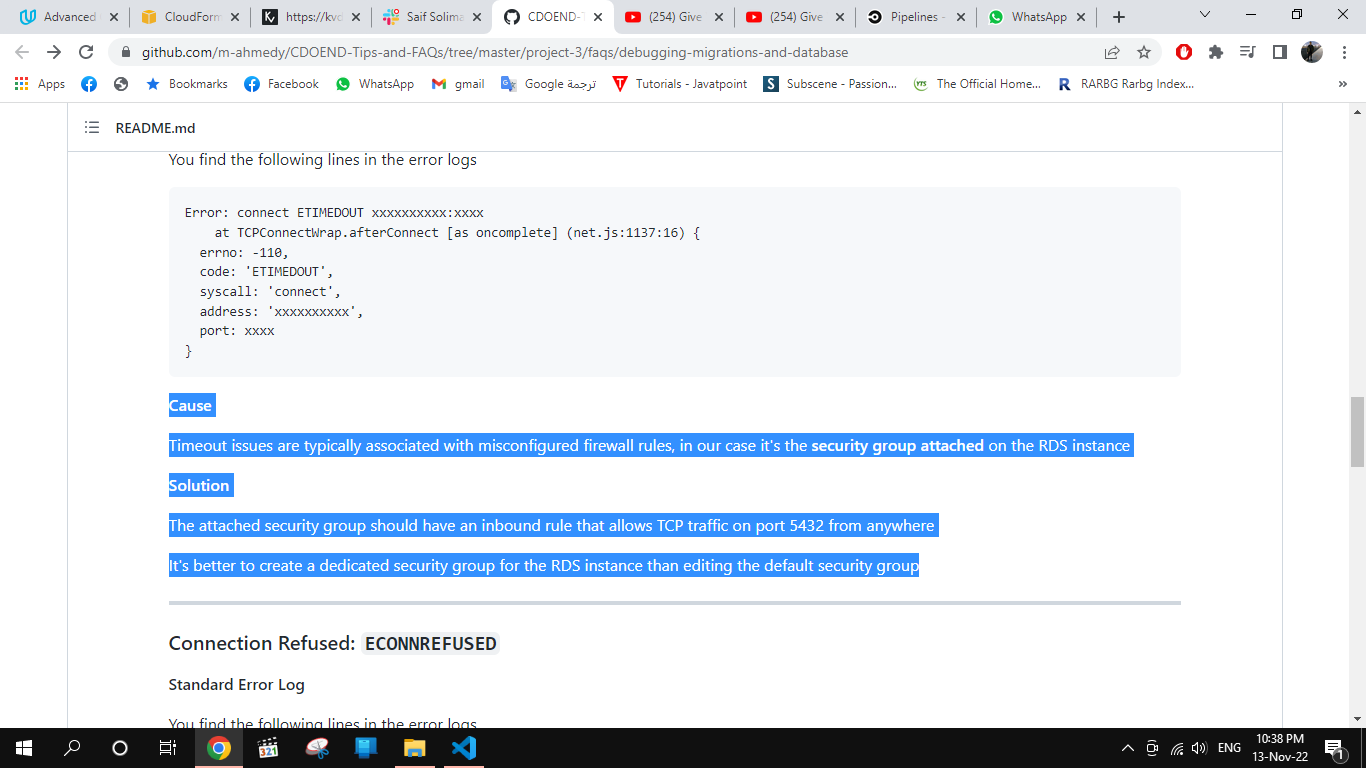 Advanced
CloudForm
https://kvd
Saif Solima
CDOEND-T
(254) Give
(254) Give
Pipelines -
WhatsApp
github.com/m-ahmedy/CDOEND-Tips-and-FAQs/tree/master/project-3/faqs/debugging-migrations-and-database
Apps
Bookmarks
Facebook
WhatsApp
gmail
Google ترجمة
Tutorials - Javatpoint
Subscene - Passion...
The Official Home...
RARBG Rarbg Index...
»
README.md
You find the following lines in the error logs
Error: connect ETIMEDOUT xxxxxxxxxx:xxxx
at TCPConnectWrap.afterConnect [as oncomplete] (net.js:1137:16) {
errno: -110,
code: 'ETIMEDOUT',
syscall: 'connect',
address: 'xxxxxxxxxx',
port: xxxx
}
Cause
Timeout issues are typically associated with misconfigured firewall rules, in our case it's the security group attached on the RDS instance
Solution
The attached security group should have an inbound rule that allows TCP traffic on port 5432 from anywhere
It's better to create a dedicated security group for the RDS instance than editing the default security group
Connection Refused: ECONNREFUSED
Standard Error Log
You find the following lines in the error logs
321
ENG
10:38 PM
13-Nov-22
1